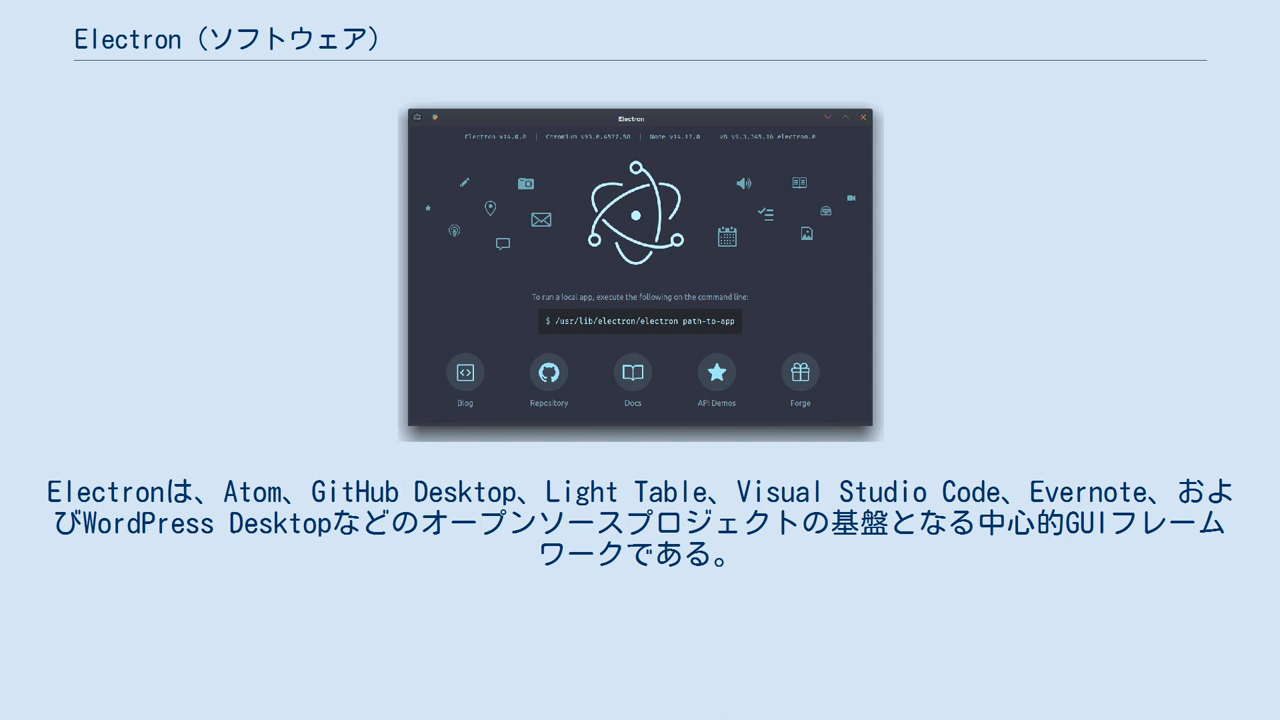 Electron（ソフトウェア）
Electron
Electron v14.0.0 | Chromium v93.0.4577.58 | Node v14.17.0 v8 v9.3.345.16 electron.0
To run a local app, execute the following on the command line:
$ /usr/lib/electron/electron path-to-app
Blog Repository Docs API Demos Forge
Electronは、Atom、GitHub Desktop、Light Table、Visual Studio Code、Evernote、およ
びWordPress Desktopなどのオープンソースプロジェクトの基盤となる中心的GUIフレーム
ワークである。